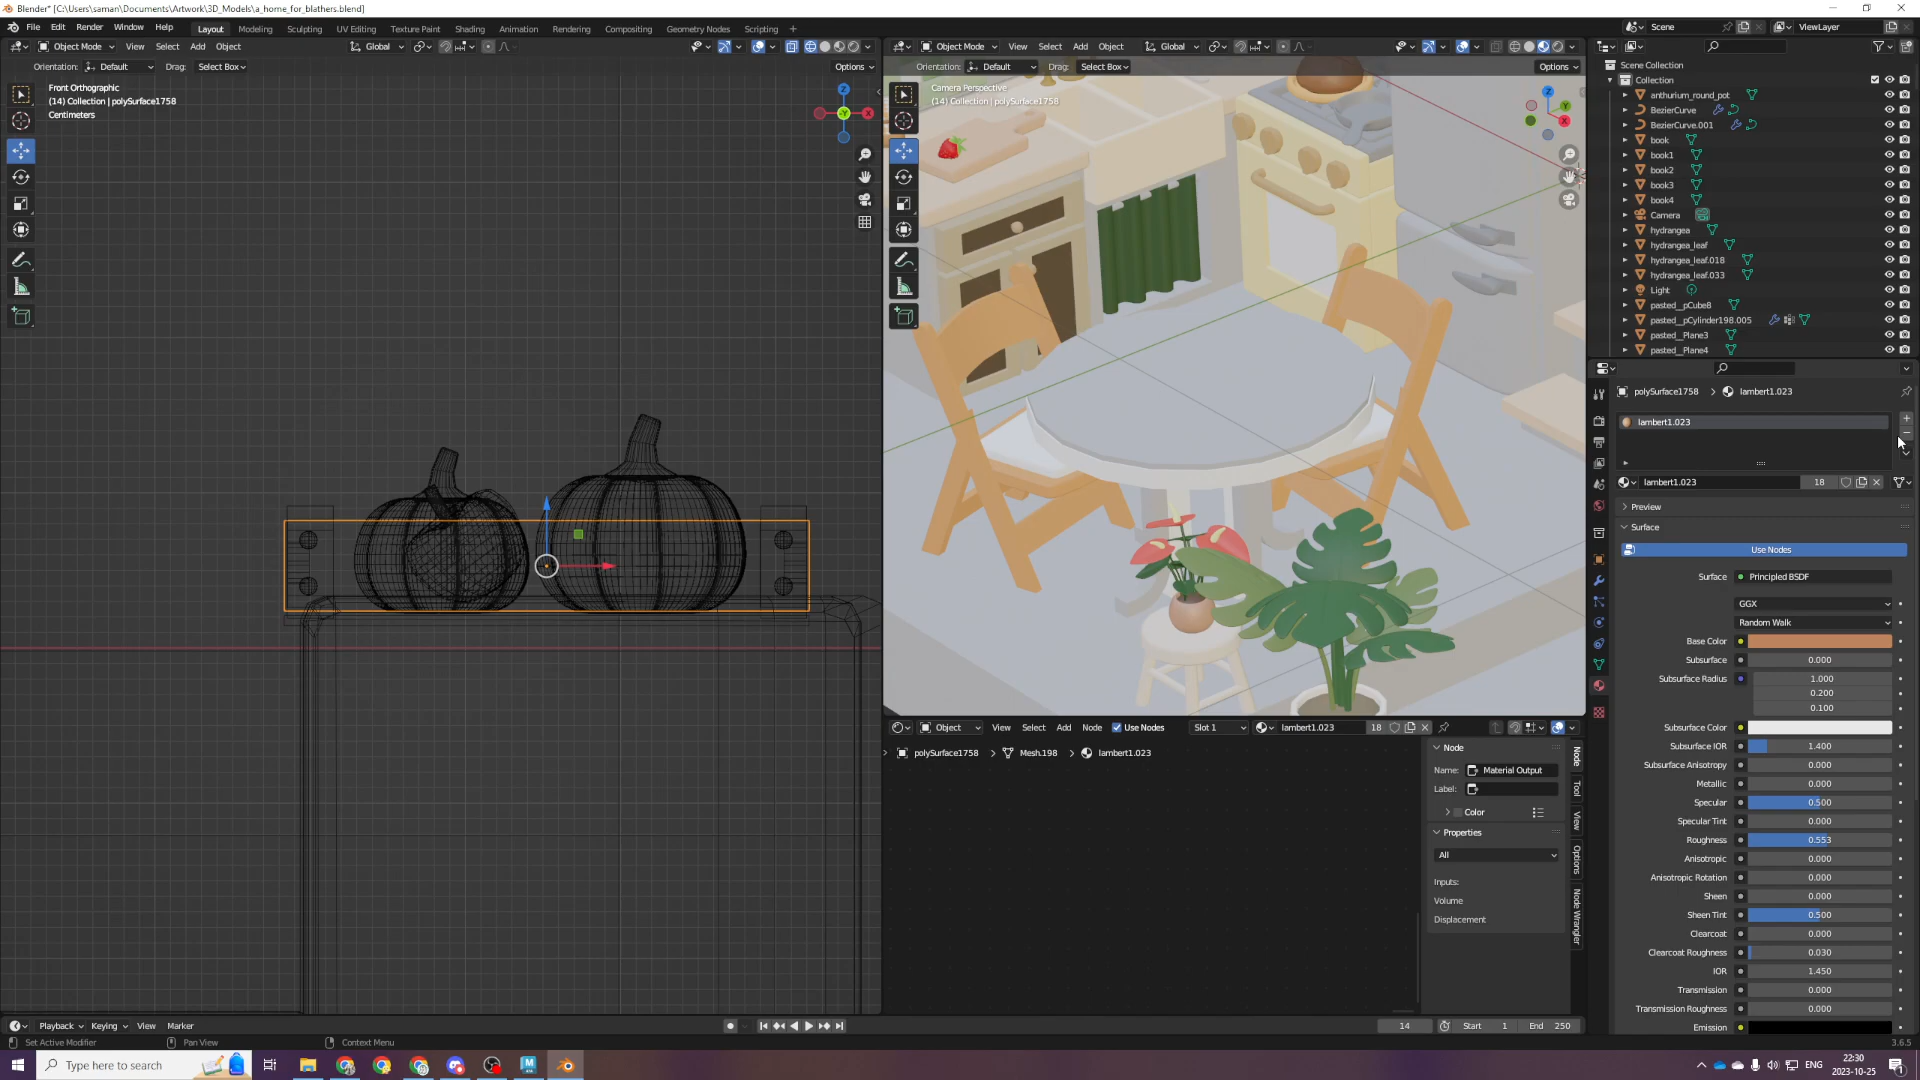 Blender* [C:\Users\saman\Documents\Artwork\3D_Models\a_home_for_blathers.blend]
File Edit Render Window Help Layout Modeling Sculpting UV Editing Texture Paint Shading Animation Rendering Compositing Geometry Nodes Scripting + Scene ViewLayer
Object Mode View Select Add Object Global
Orientation: Default Drag: Select Box Options
Front Orthographic
(14) Collection | polySurface1758
Centimeters
Z
X
-Y
Object Mode View Select Add Object Global
Orientation: Default Drag: Select Box Options
Camera Perspective
(14) Collection | polySurface1758
Z
Y
X
Scene Collection
Collection
anthurium_round_pot
BezierCurve
BezierCurve.001
book
book1
book2
book3
book4
Camera
hydrangea
hydrangea_leaf
hydrangea_leaf.018
hydrangea_leaf.033
Light
pasted__pCube8
pasted__pCylinder198.005
pasted__Plane3
pasted__Plane4
polySurface1758 > lambert1.023
lambert1.023
lambert1.023 18
Preview
Surface
Use Nodes
Surface Principled BSDF
GGX
Random Walk
Base Color
Subsurface 0.000
Subsurface Radius 1.000
0.200
0.100
Subsurface Color
Subsurface IOR 1.400
Subsurface Anisotropy 0.000
Metallic 0.000
Specular 0.500
Specular Tint 0.000
Roughness 0.553
Anisotropic 0.000
Anisotropic Rotation 0.000
Sheen 0.000
Sheen Tint 0.500
Clearcoat 0.000
Clearcoat Roughness 0.030
IOR 1.450
Transmission 0.000
Transmission Roughness 0.000
Emission
Object View Select Add Node Use Nodes Slot 1 lambert1.023 18
polySurface1758 > Mesh.198 > lambert1.023
Node
Name: Material Output
Label:
Color
Properties
All
Inputs:
Volume
Displacement
Node
Tool
View
Options
Node Wrangler
Playback Keying View Marker 14 Start 1 End 250
Set Active Modifier Pan View Context Menu 3.6.5
Type here to search
ENG
22:30
2023-10-25
1